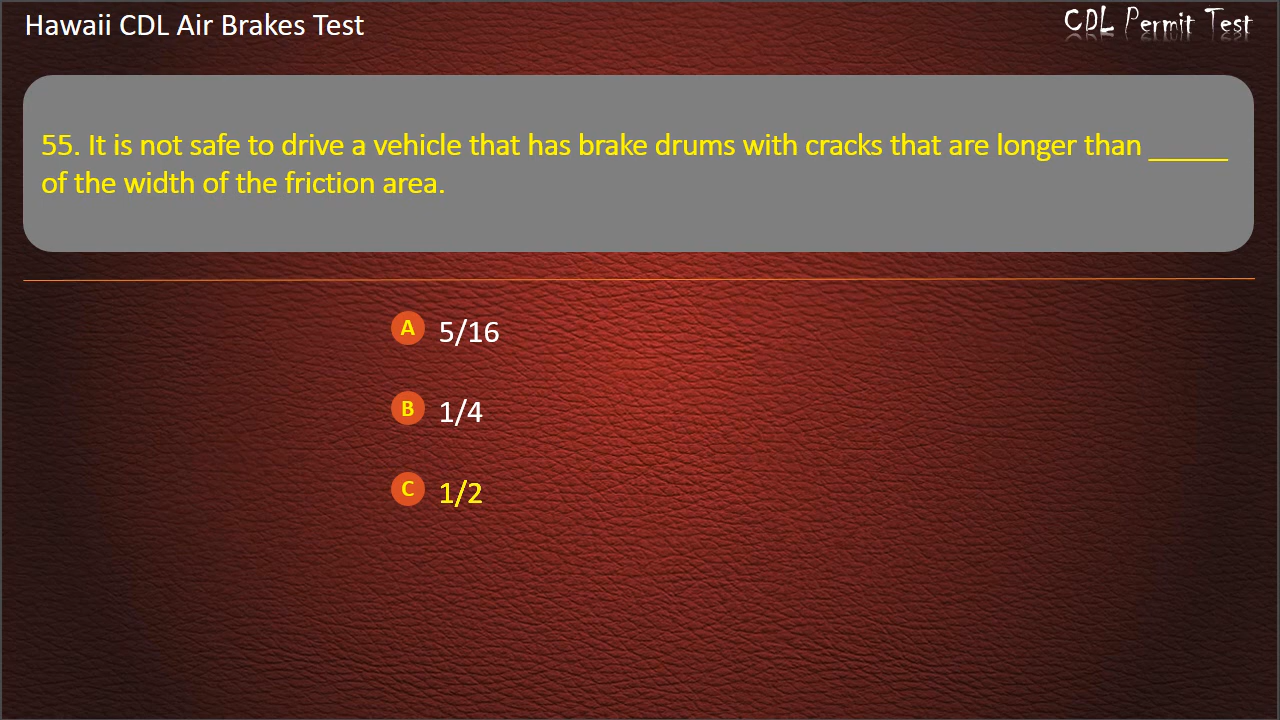 Hawaii CDL Air Brakes Test
CDL Permit Test
55. It is not safe to drive a vehicle that has brake drums with cracks that are longer than ______
of the width of the friction area.
A 5/16
B 1/4
C 1/2